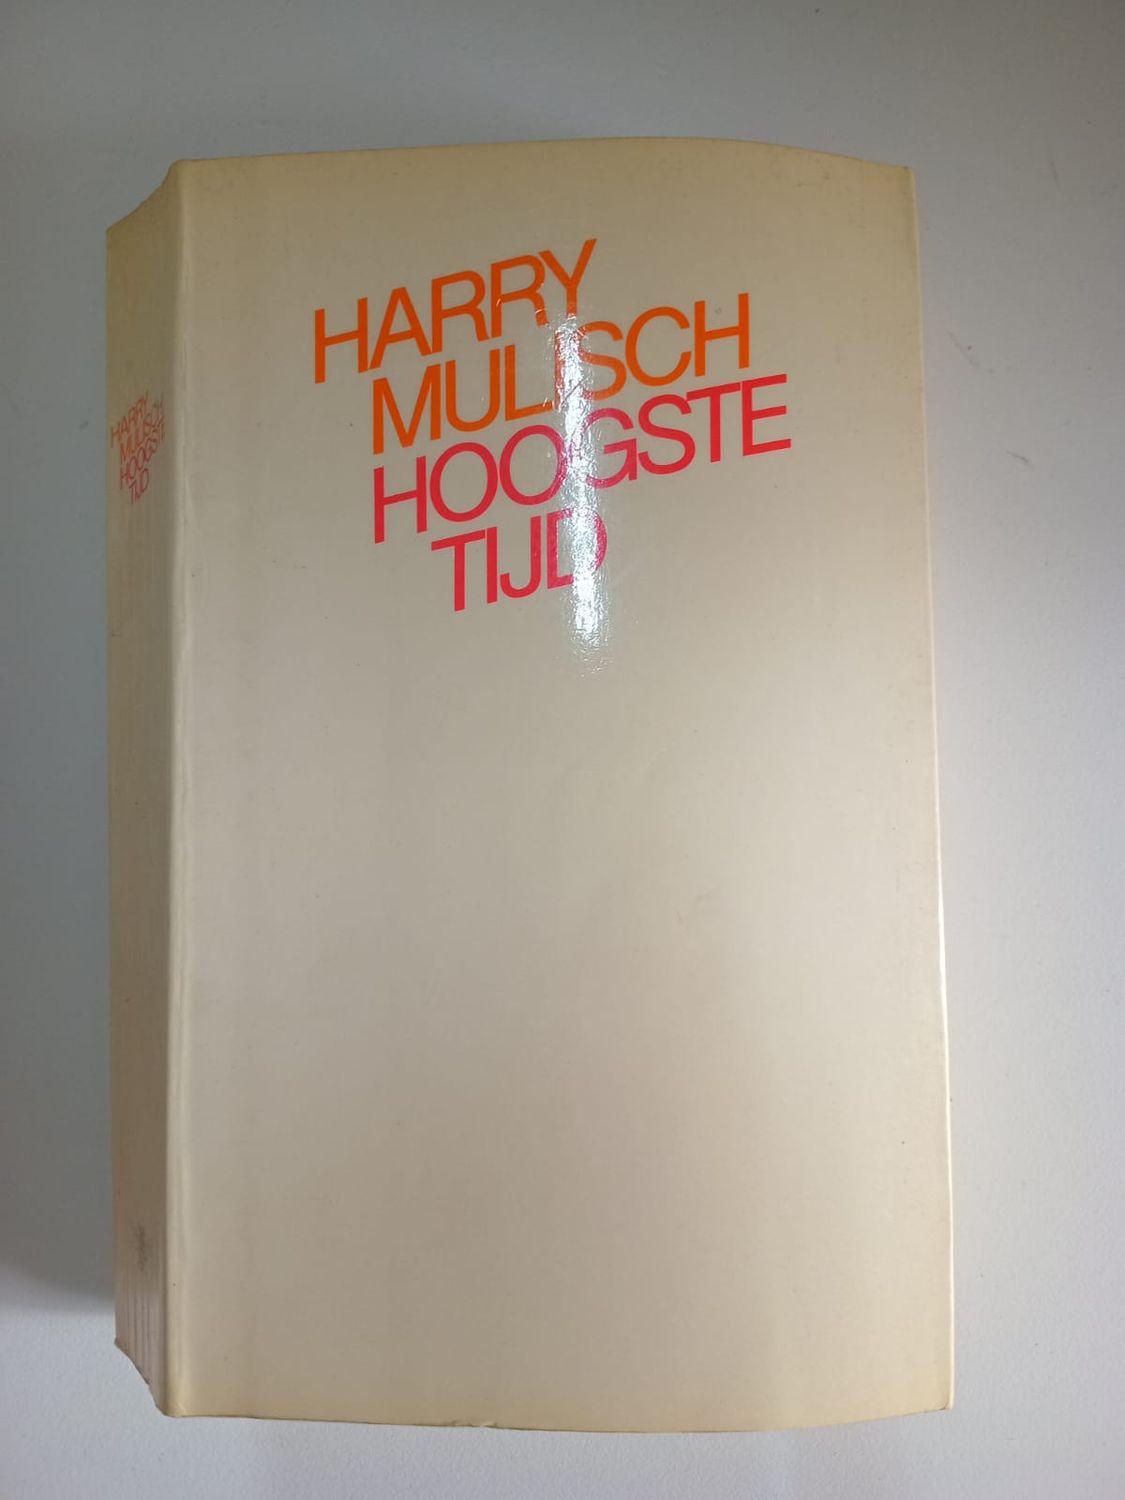 HARRY
MULISCH
HOOGSTE
TIJD
HARRY
MULISCH
HOOGSTE
TIJD